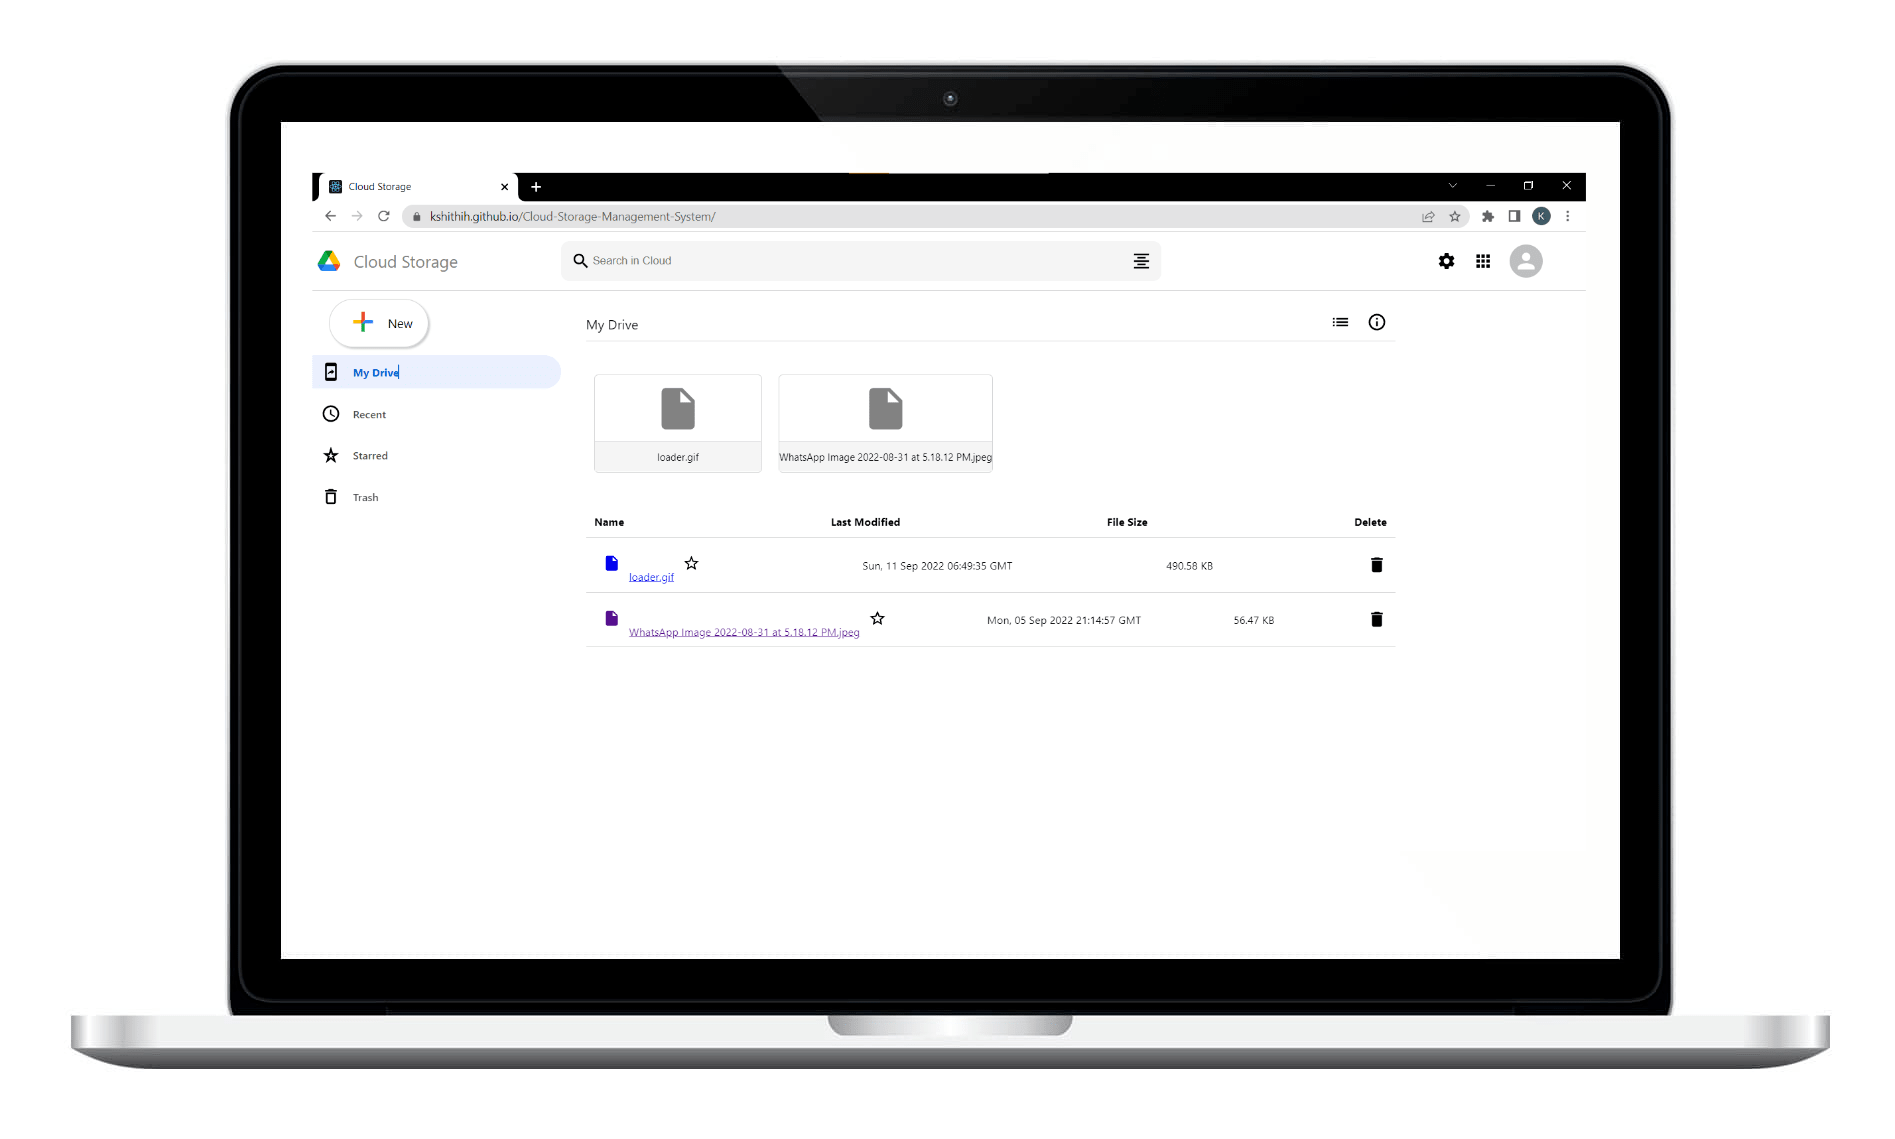 Cloud Storage
kshithih.github.io/Cloud-Storage-Management-System/
K
Cloud Storage
Search in Cloud
New
My Drive
My Drive
Recent
Starred
Trash
loader.gif
WhatsApp Image 2022-08-31 at 5.18.12 PM.jpeg
Name Last Modified File Size Delete
loader.gif Sun, 11 Sep 2022 06:49:35 GMT 490.58 KB
WhatsApp Image 2022-08-31 at 5.18.12 PM.jpeg Mon, 05 Sep 2022 21:14:57 GMT 56.47 KB